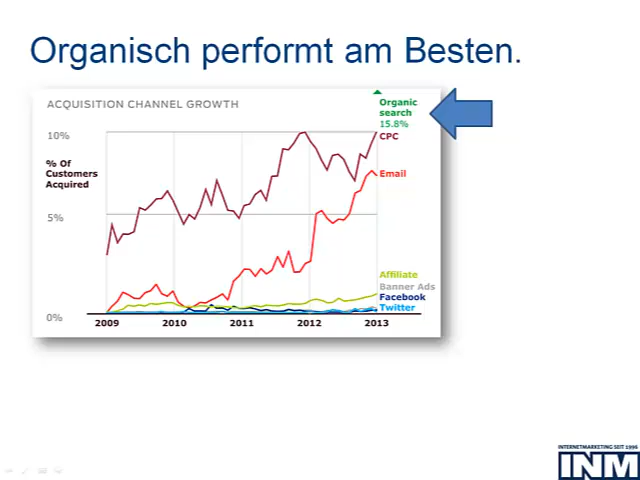 Organisch performt am Besten.
ACQUISITION CHANNEL GROWTH
Organic
search
15.8%
10%
CPC
% Of
Customers
Acquired
Email
5%
Affiliate
Banner Ads
Facebook
Twitter
0%
2009 2010 2011 2012 2013
INTERNETMARKETING SEIT 1996
INM